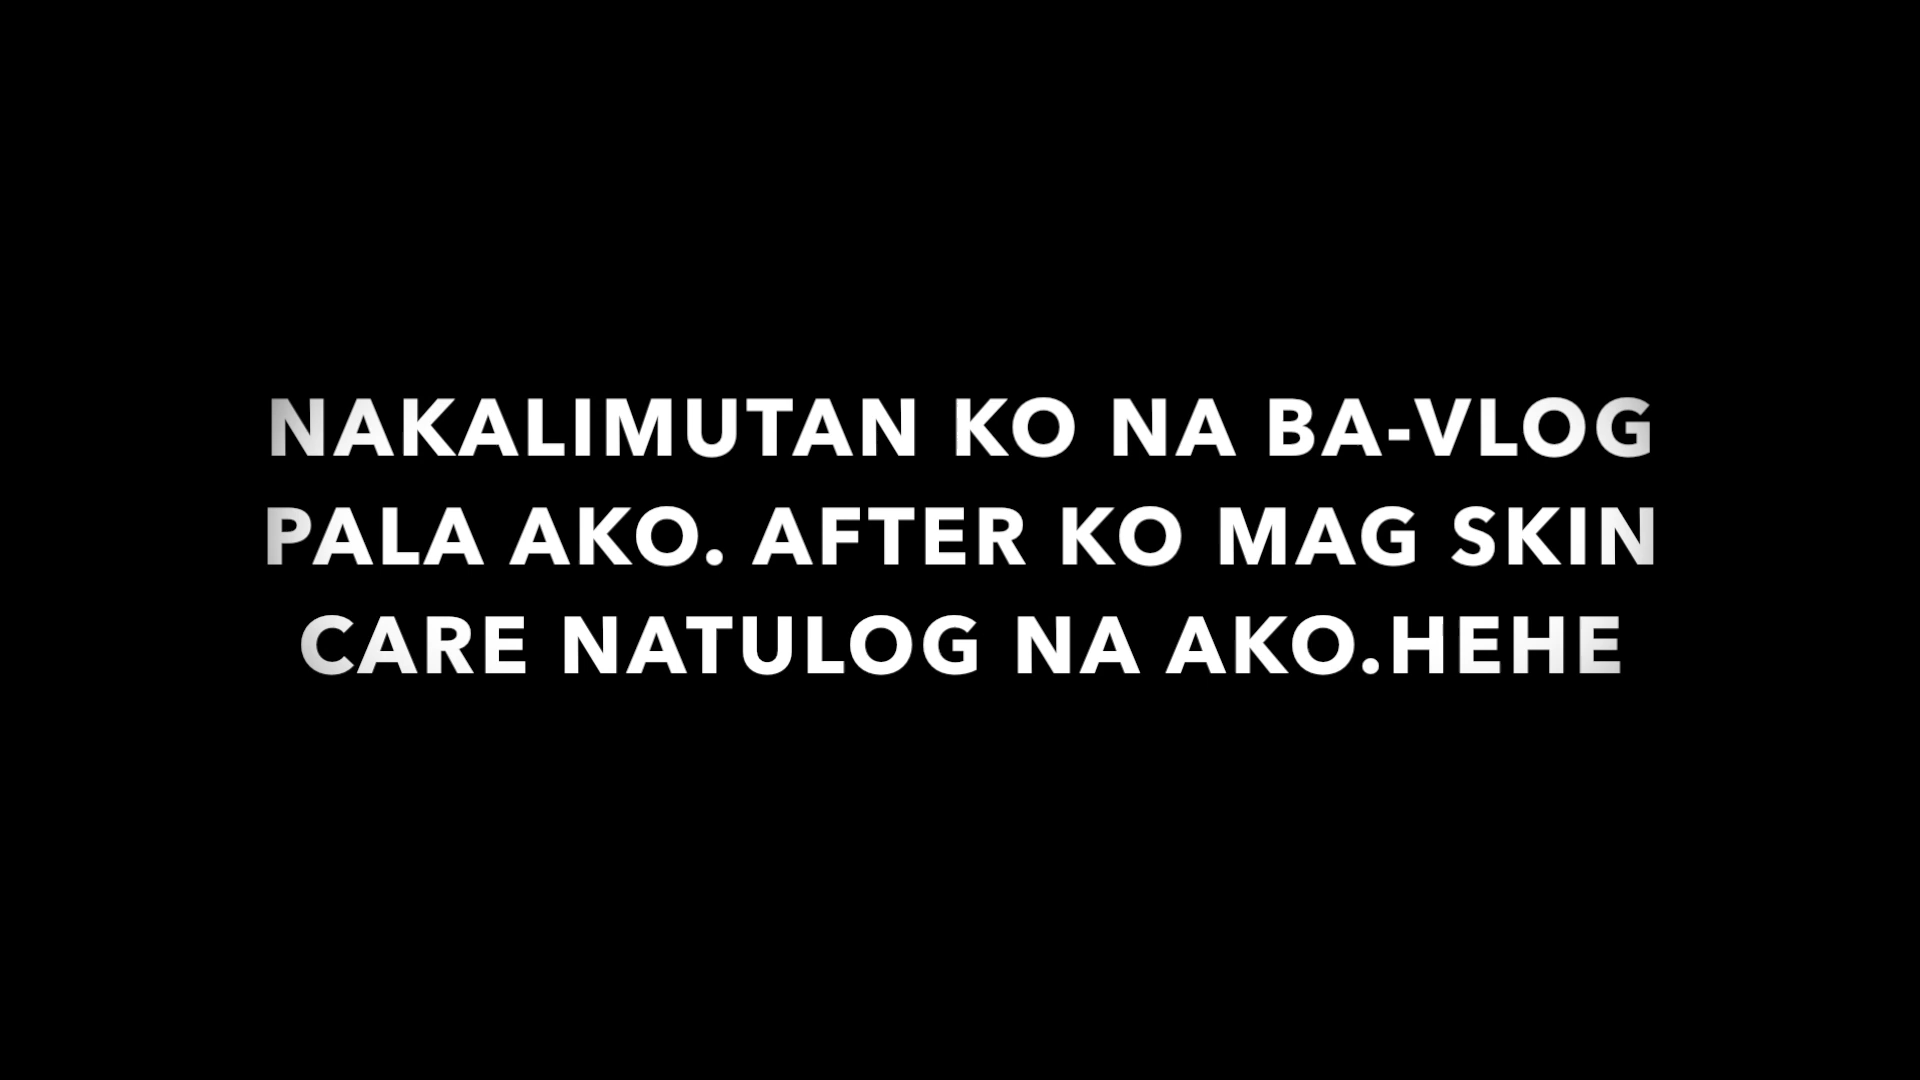 NAKALIMUTAN KO NA BA-VLOG
PALA AKO. AFTER KO MAG SKIN
CARE NATULOG NA AKO.HEHE